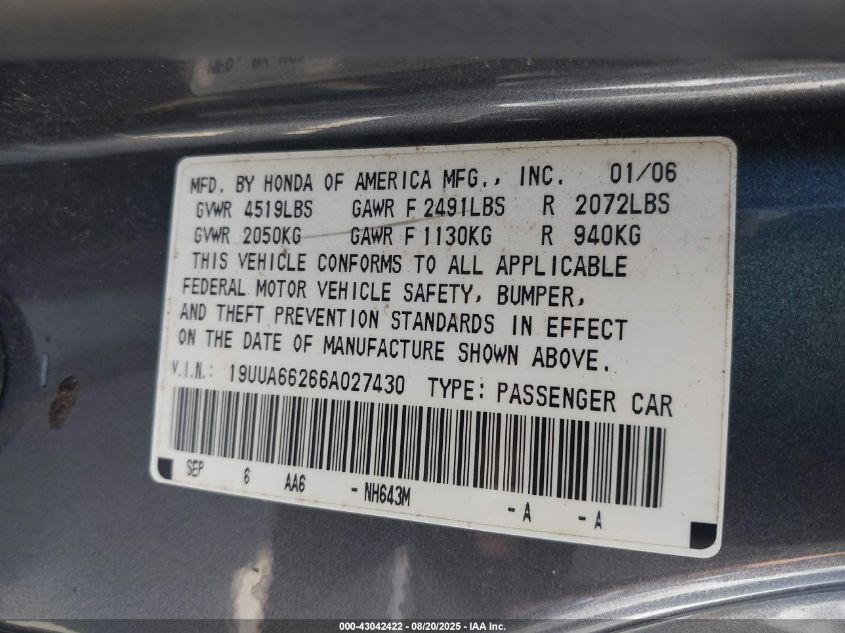 MFD. BY HONDA OF AMERICA MFG., INC. 01/06
GVWR 4519LBS GAWR F 2491LBS R 2072LBS
GVWR 2050KG GAWR F 1130KG R 940KG
THIS VEHICLE CONFORMS TO ALL APPLICABLE
FEDERAL MOTOR VEHICLE SAFETY, BUMPER,
AND THEFT PREVENTION STANDARDS IN EFFECT
ON THE DATE OF MANUFACTURE SHOWN ABOVE.
V.I.N.: 19UUA66266A027430 TYPE: PASSENGER CAR
SEP 6 AA6 - NH643M - A - A
000-43042422 - 08/20/2025 - IAA Inc.